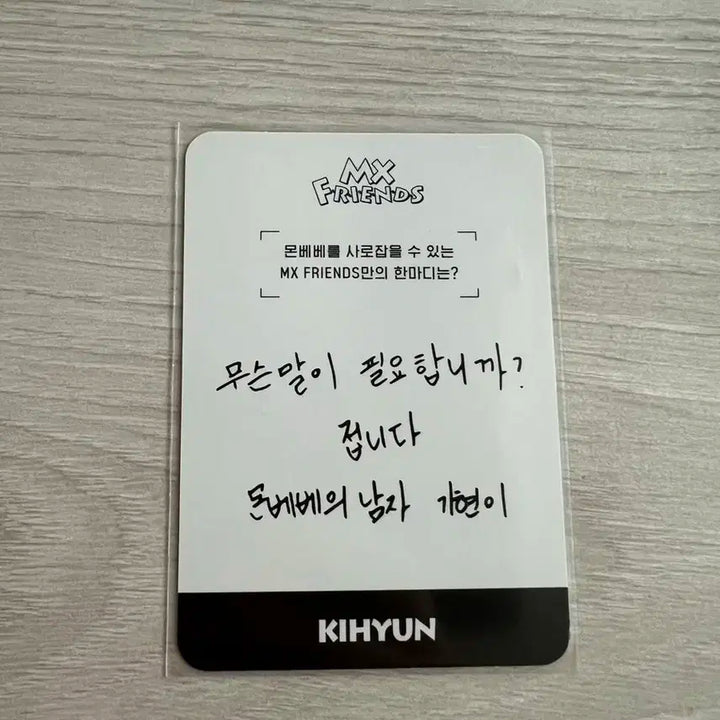 MX
FRIENDS
몬베베를 사로잡을 수 있는
MX FRIENDS만의 한마디는?
무슨말이 필요합니까?
접니다
몬베베의 남자 기현이
KIHYUN